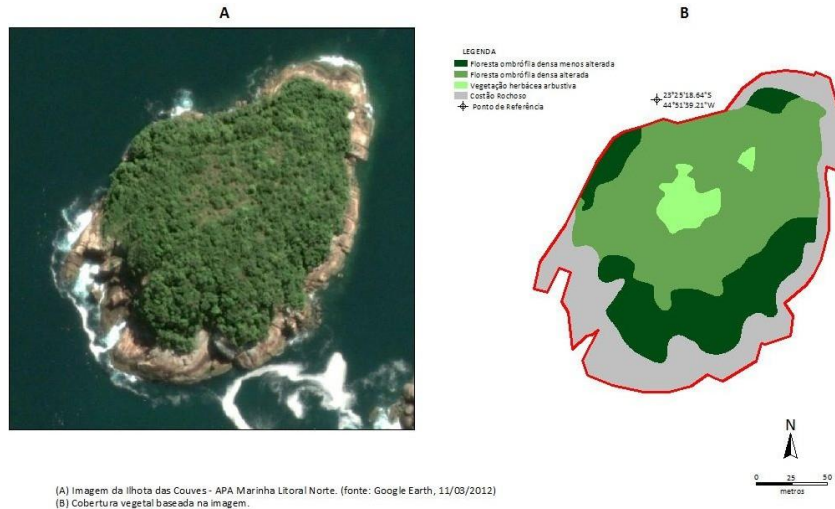 A
B
LEGENDA
Floresta ombrófila densa menos alterada
Floresta ombrófila densa alterada
Vegetação herbácea arbustiva
Costão Rochoso
Ponto de Referência
23°25'18.64"S
44°51'39.21"W
N
0 25 50
metros
(A) Imagem da Ilhota das Couves - APA Marinha Litoral Norte. (fonte: Google Earth, 11/03/2012)
(B) Cobertura vegetal baseada na imagem.